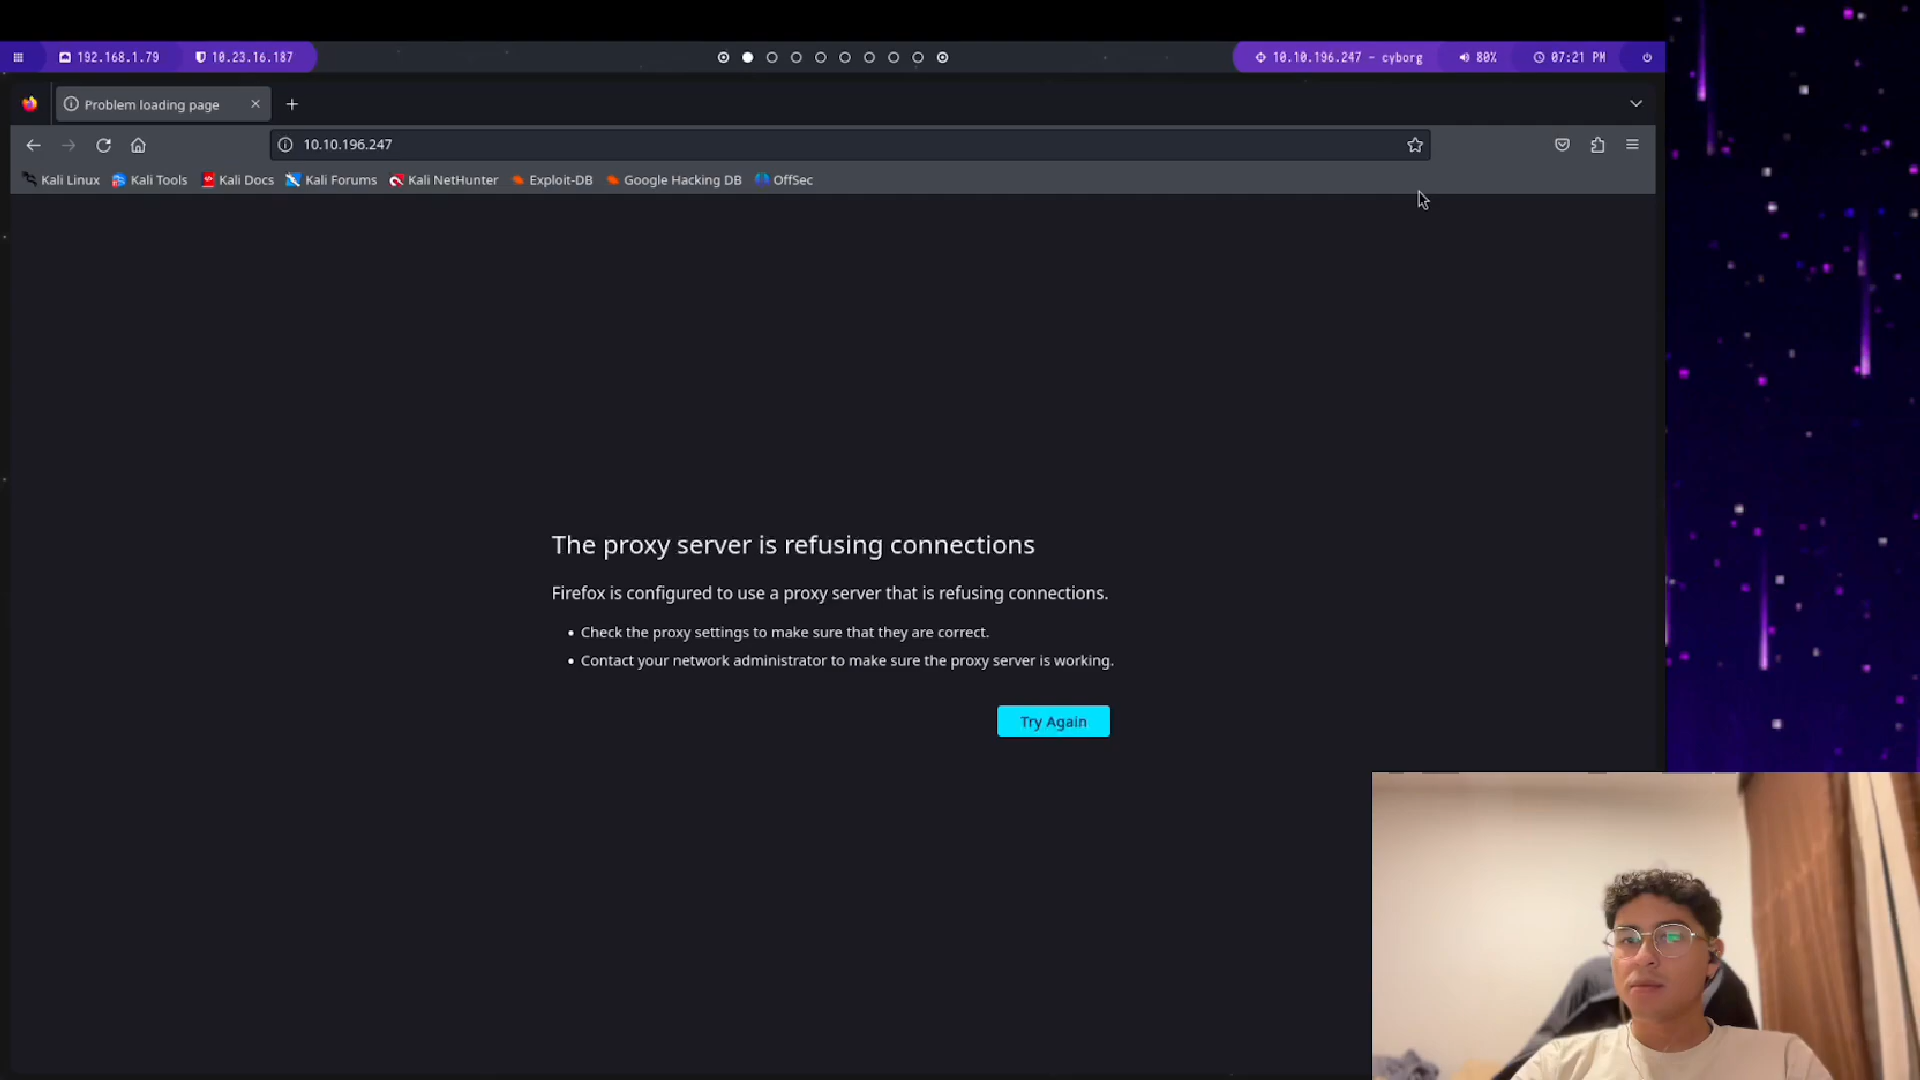 192.168.1.79
10.23.16.187
10.10.196.247 - cyborg
80%
07:21 PM
Problem loading page
10.10.196.247
Kali Linux
Kali Tools
Kali Docs
Kali Forums
Kali NetHunter
Exploit-DB
Google Hacking DB
OffSec
The proxy server is refusing connections
Firefox is configured to use a proxy server that is refusing connections.
• Check the proxy settings to make sure that they are correct.
• Contact your network administrator to make sure the proxy server is working.
Try Again